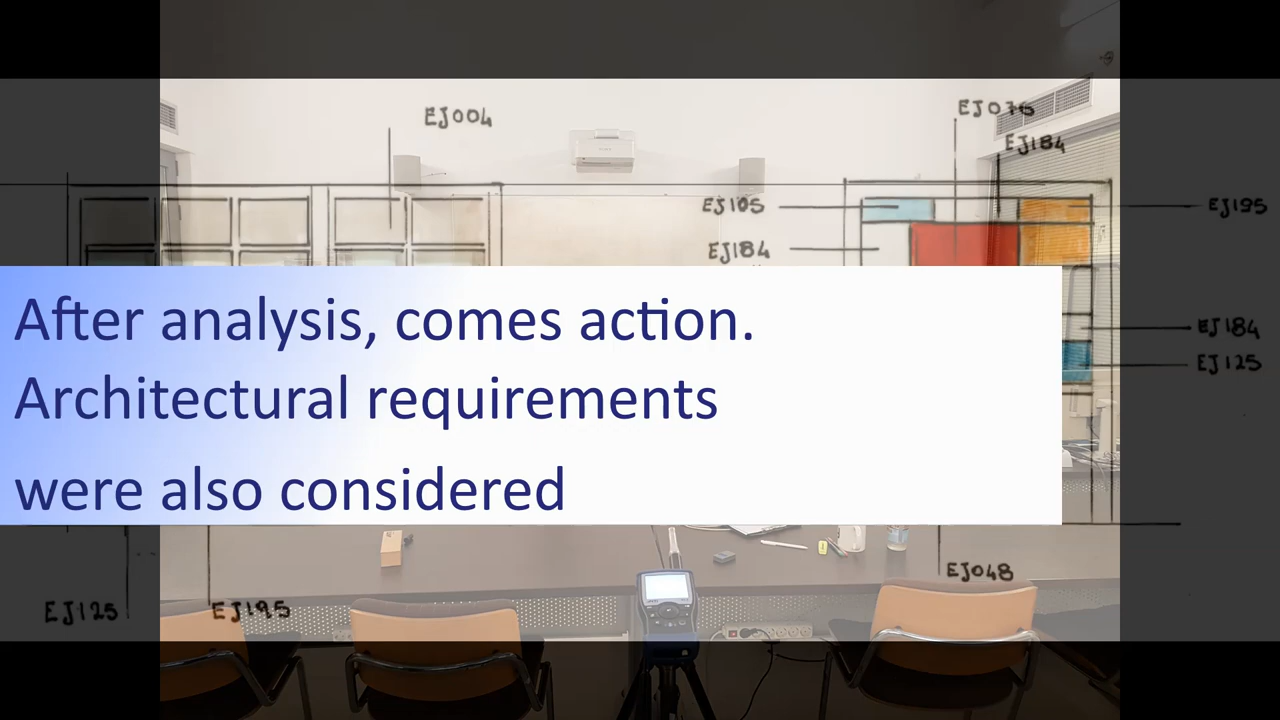 EJ004
EJ076
EJ184
EJ105
EJ195
EJ184
After analysis, comes action.
Architectural requirements
were also considered
EJ184
EJ125
EJ048
EJ125
EJ195